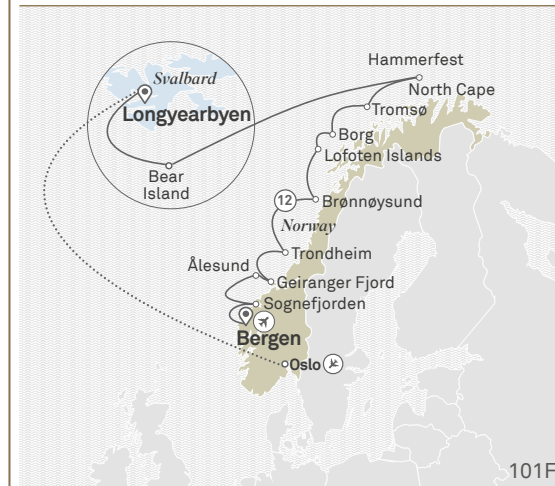 Hammerfest
Svalbard
North Cape
Longyearbyen
Tromsø
Borg
Lofoten Islands
Bear
Island
12
Brønnøysund
Norway
Trondheim
Ålesund
Geiranger Fjord
Sognefjorden
Bergen
Oslo
101F